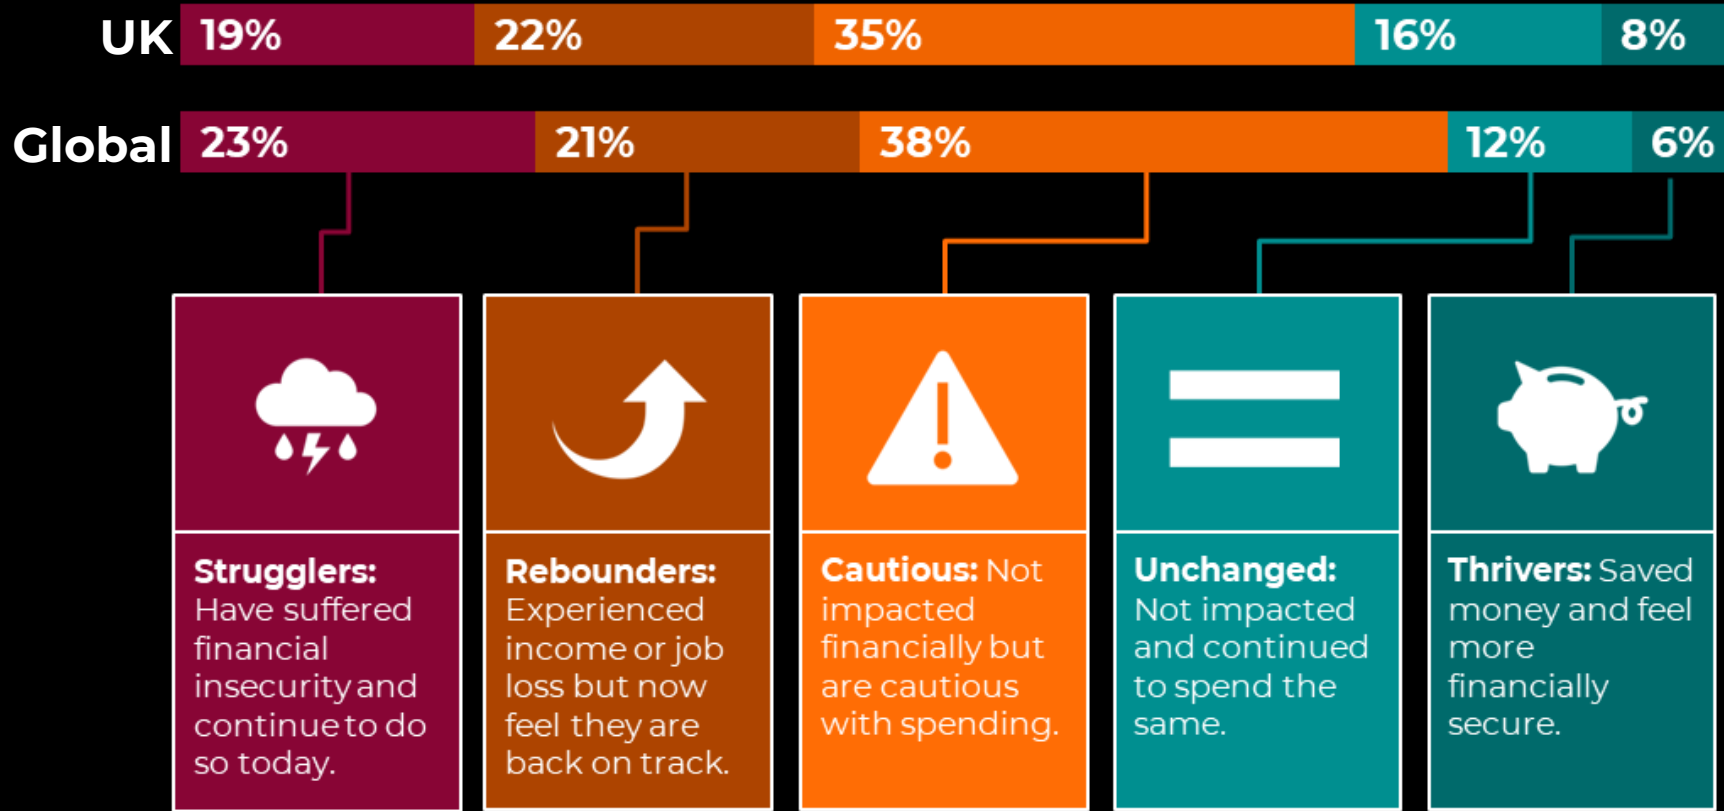 UK 19% 22% 35% 16% 8%
Global 23% 21% 38% 12% 6%
Strugglers:
Have suffered
financial
insecurity and
continue to do
so today.
Rebounders:
Experienced
income or job
loss but now
feel they are
back on track.
Cautious: Not
impacted
financially but
are cautious
with spending.
Unchanged:
Not impacted
and continued
to spend the
same.
Thrivers: Saved
money and feel
more
financially
secure.